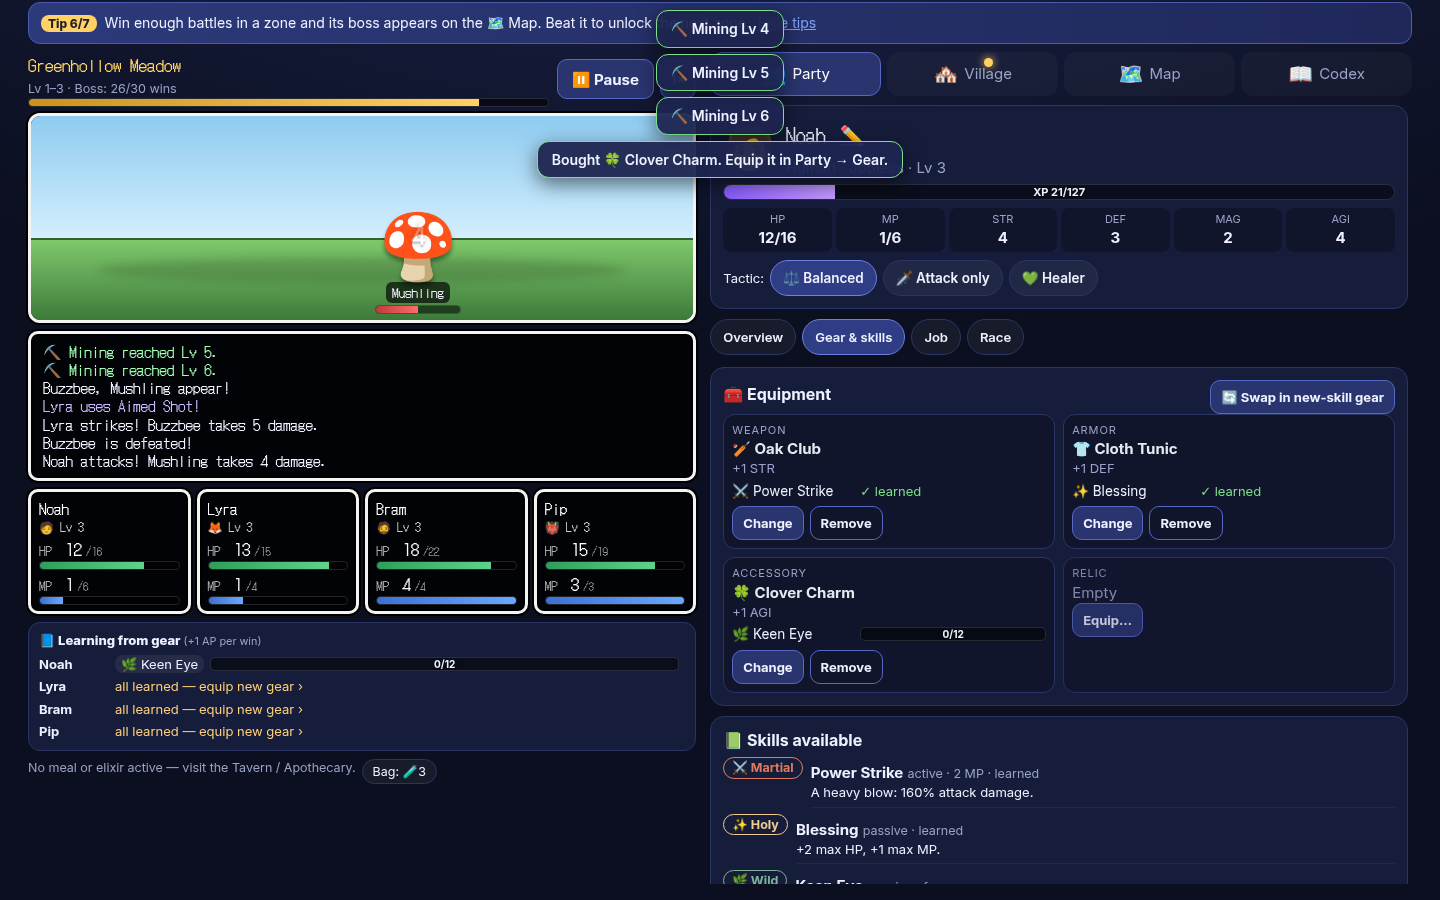 Tip 6/7 Win enough battles in a zone and its boss appears on the 🗺️ Map. Beat it to unlock tips
Mining Lv 4
Mining Lv 5
Mining Lv 6
Bought 🍀 Clover Charm. Equip it in Party → Gear.
Greenhollow Meadow
Lv 1–3 · Boss: 26/30 wins
Pause
Party
Village
Map
Codex
Mushling
Mining reached Lv 5.
Mining reached Lv 6.
Buzzbee, Mushling appear!
Lyra uses Aimed Shot!
Lyra strikes! Buzzbee takes 5 damage.
Buzzbee is defeated!
Noah attacks! Mushling takes 4 damage.
Noah
Lv 3
HP 12/16
MP 1/6
Lyra
Lv 3
HP 13/15
MP 1/4
Bram
Lv 3
HP 18/22
MP 4/4
Pip
Lv 3
HP 15/19
MP 3/3
Learning from gear (+1 AP per win)
Noah Keen Eye 0/12
Lyra all learned — equip new gear ›
Bram all learned — equip new gear ›
Pip all learned — equip new gear ›
No meal or elixir active — visit the Tavern / Apothecary. Bag: 🧪3
Noah
· Lv 3
XP 21/127
HP 12/16
MP 1/6
STR 4
DEF 3
MAG 2
AGI 4
Tactic: Balanced Attack only Healer
Overview Gear & skills Job Race
Equipment
Swap in new-skill gear
WEAPON
Oak Club
+1 STR
Power Strike ✓ learned
Change Remove
ARMOR
Cloth Tunic
+1 DEF
Blessing ✓ learned
Change Remove
ACCESSORY
Clover Charm
+1 AGI
Keen Eye 0/12
Change Remove
RELIC
Empty
Equip...
Skills available
Martial Power Strike active · 2 MP · learned
A heavy blow: 160% attack damage.
Holy Blessing passive · learned
+2 max HP, +1 max MP.
Wild Keen Eye